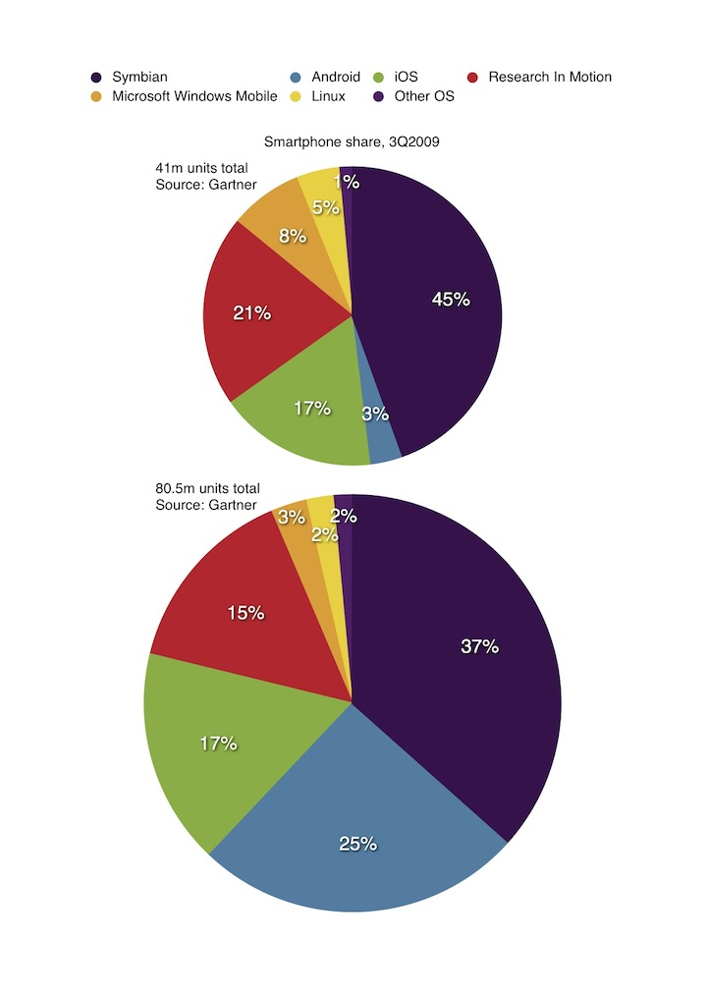 Symbian Android iOS Research In Motion
Microsoft Windows Mobile Linux Other OS
Smartphone share, 3Q2009
41m units total
Source: Gartner
1%
5%
8%
45%
21%
17%
3%
80.5m units total
Source: Gartner
3%
2%
2%
15%
37%
17%
25%